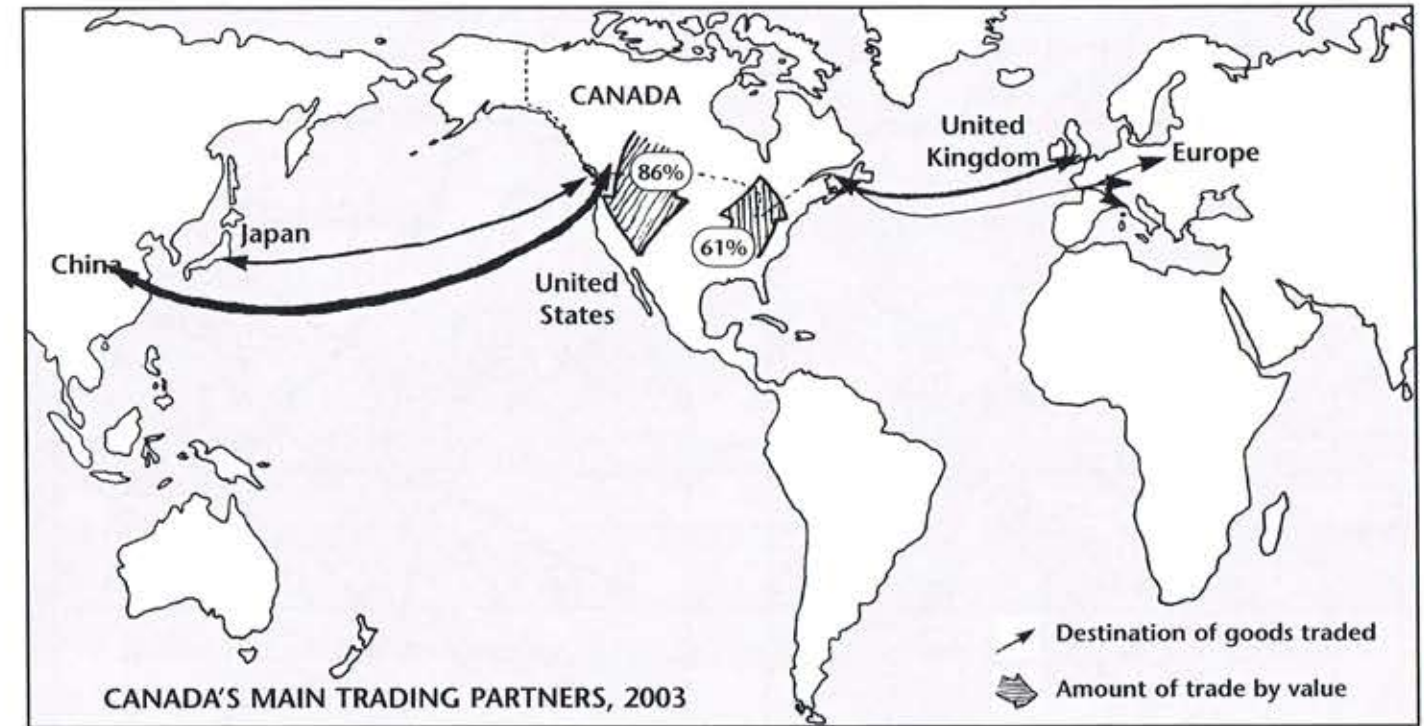 CANADA
United
Kingdom
Europe
86%
Japan
China
61%
United
States
Destination of goods traded
Amount of trade by value
CANADA'S MAIN TRADING PARTNERS, 2003